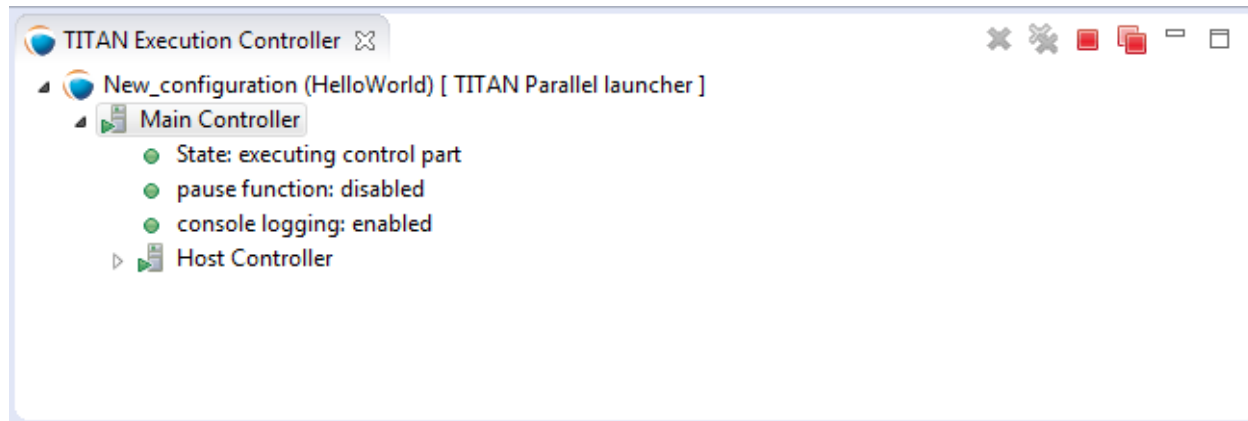 TITAN Execution Controller
New_configuration (HelloWorld) [ TITAN Parallel launcher ]
Main Controller
State: executing control part
pause function: disabled
console logging: enabled
Host Controller